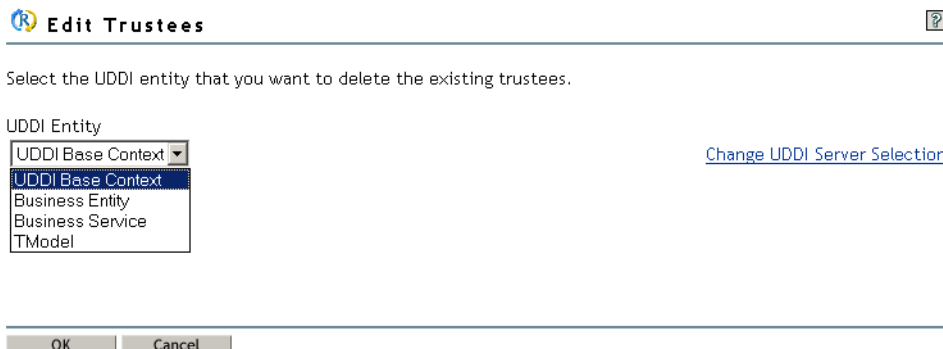 Edit Trustees
?
Select the UDDI entity that you want to delete the existing trustees.
UDDI Entity
UDDI Base Context
Change UDDI Server Selection
UDDI Base Context
Business Entity
Business Service
TModel
OK
Cancel